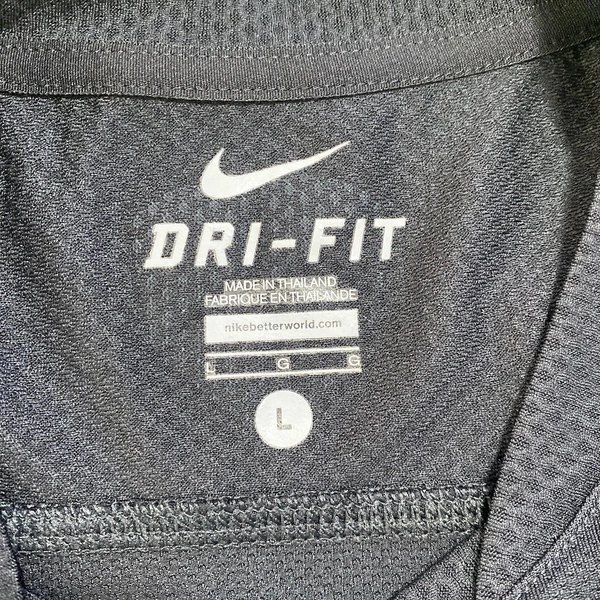 DRI-FIT
MADE IN THAILAND
FABRIQUE EN THAILANDE
nikebetterworld.com
L G G
L